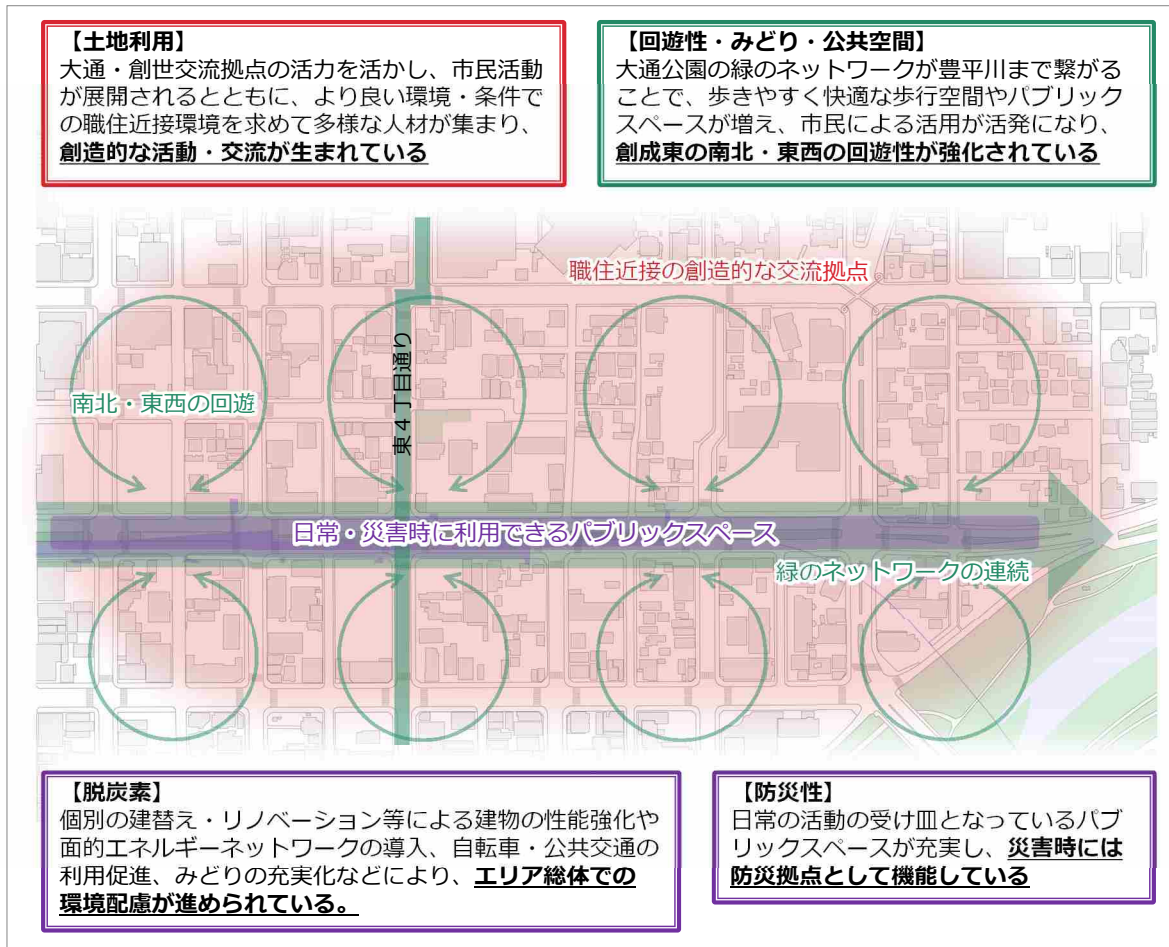 【土地利用】
大通・創世交流拠点の活力を活かし、市民活動
が展開されるとともに、より良い環境・条件で
の職住近接環境を求めて多様な人材が集まり、
創造的な活動・交流が生まれている
【回遊性・みどり・公共空間】
大通公園の緑のネットワークが豊平川まで繋がる
ことで、歩きやすく快適な歩行空間やパブリック
スペースが増え、市民による活用が活発になり、
創成東の南北・東西の回遊性が強化されている
職住近接の創造的な交流拠点
東4丁目通り
南北・東西の回遊
日常・災害時に利用できるパブリックスペース
緑のネットワークの連続
【脱炭素】
個別の建替え・リノベーション等による建物の性能強化や
面的エネルギーネットワークの導入、自転車・公共交通の
利用促進、みどりの充実化などにより、エリア総体での
環境配慮が進められている。
【防災性】
日常の活動の受け皿となっているパブ
リックスペースが充実し、災害時には
防災拠点として機能している